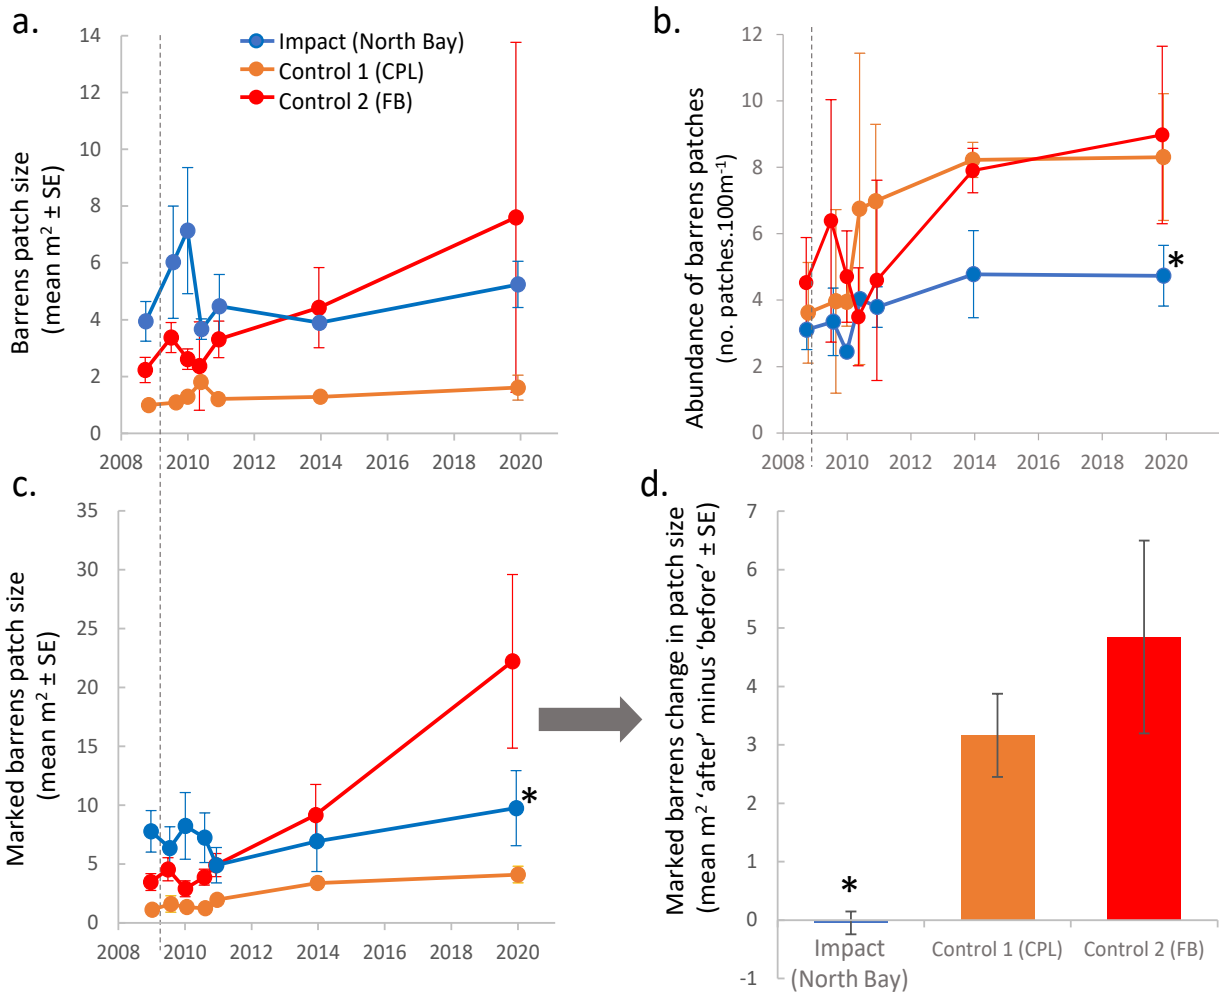 a.
Barrens patch size
(mean m² ± SE)
14
12
10
8
6
4
2
0
2008 2010 2012 2014 2016 2018 2020
Impact (North Bay)
Control 1 (CPL)
Control 2 (FB)
b.
Abundance of barrens patches
(no. patches.100m⁻¹)
12
10
8
6
4
2
0
2008 2010 2012 2014 2016 2018 2020
*
c.
Marked barrens patch size
(mean m² ± SE)
35
30
25
20
15
10
5
0
2008 2010 2012 2014 2016 2018 2020
*
d.
Marked barrens change in patch size
(mean m² ‘after’ minus ‘before’ ± SE)
7
6
5
4
3
2
1
0
-1
*
Impact
(North Bay)
Control 1 (CPL)
Control 2 (FB)